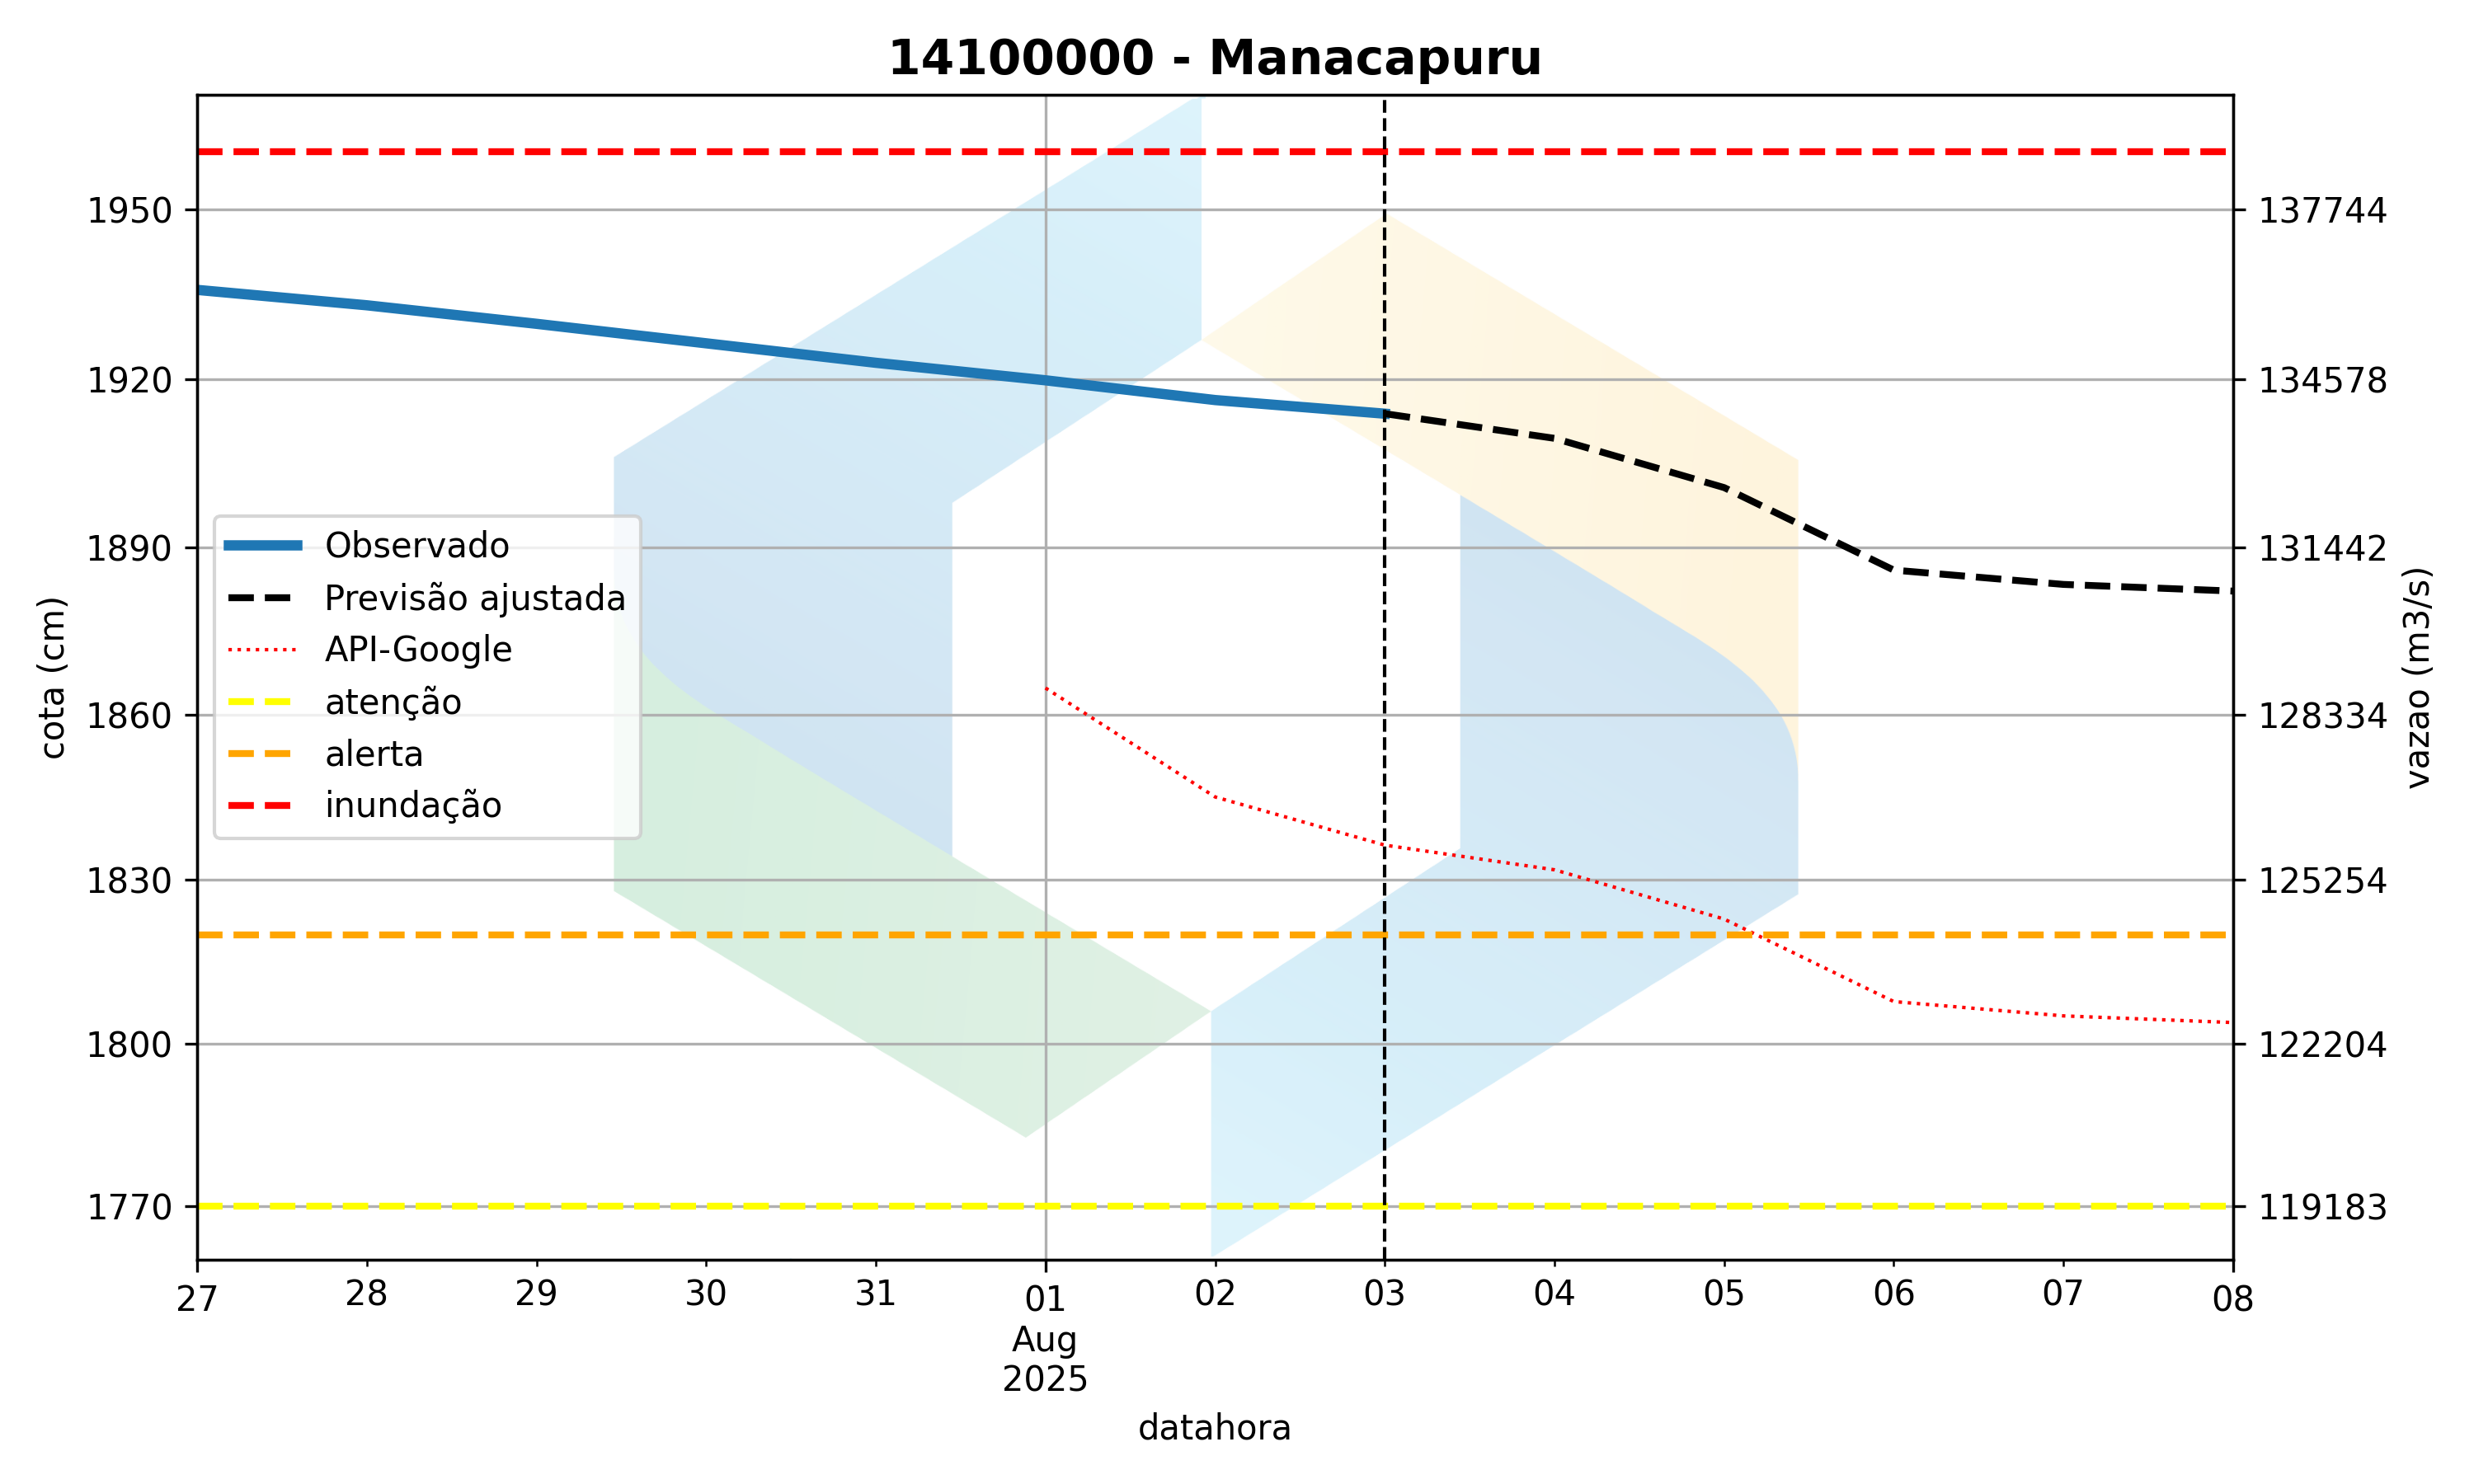 14100000 - Manacapuru
1950
1920
1890
1860
1830
1800
1770
cota (cm)
137744
134578
131442
128334
125254
122204
119183
vazao (m3/s)
Observado
Previsão ajustada
API-Google
atenção
alerta
inundação
27 28 29 30 31 01 02 03 04 05 06 07 08
Aug
2025
datahora